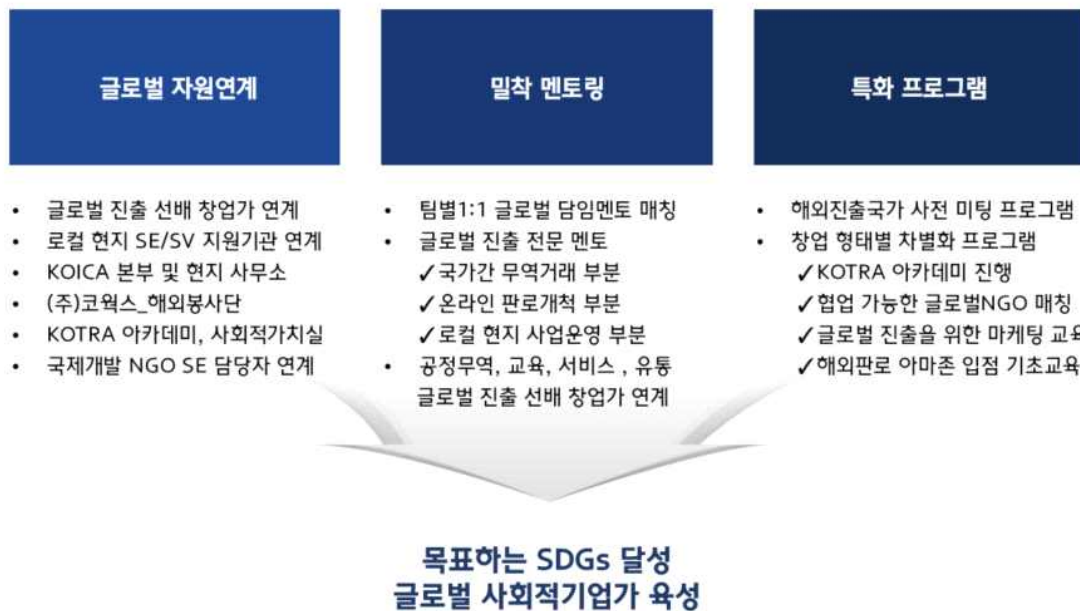 글로벌 자원연계
• 글로벌 진출 선배 창업가 연계
• 로컬 현지 SE/SV 지원기관 연계
• KOICA 본부 및 현지 사무소
• (주)코웍스_해외봉사단
• KOTRA 아카데미, 사회적가치실
• 국제개발 NGO SE 담당자 연계
밀착 멘토링
• 팀별1:1 글로벌 담임멘토 매칭
• 글로벌 진출 전문 멘토
✓국가간 무역거래 부분
✓온라인 판로개척 부분
✓로컬 현지 사업운영 부분
• 공정무역, 교육, 서비스 , 유통
글로벌 진출 선배 창업가 연계
특화 프로그램
• 해외진출국가 사전 미팅 프로그램
• 창업 형태별 차별화 프로그램
✓KOTRA 아카데미 진행
✓협업 가능한 글로벌NGO 매칭
✓글로벌 진출을 위한 마케팅 교육
✓해외판로 아마존 입점 기초교육
목표하는 SDGs 달성
글로벌 사회적기업가 육성